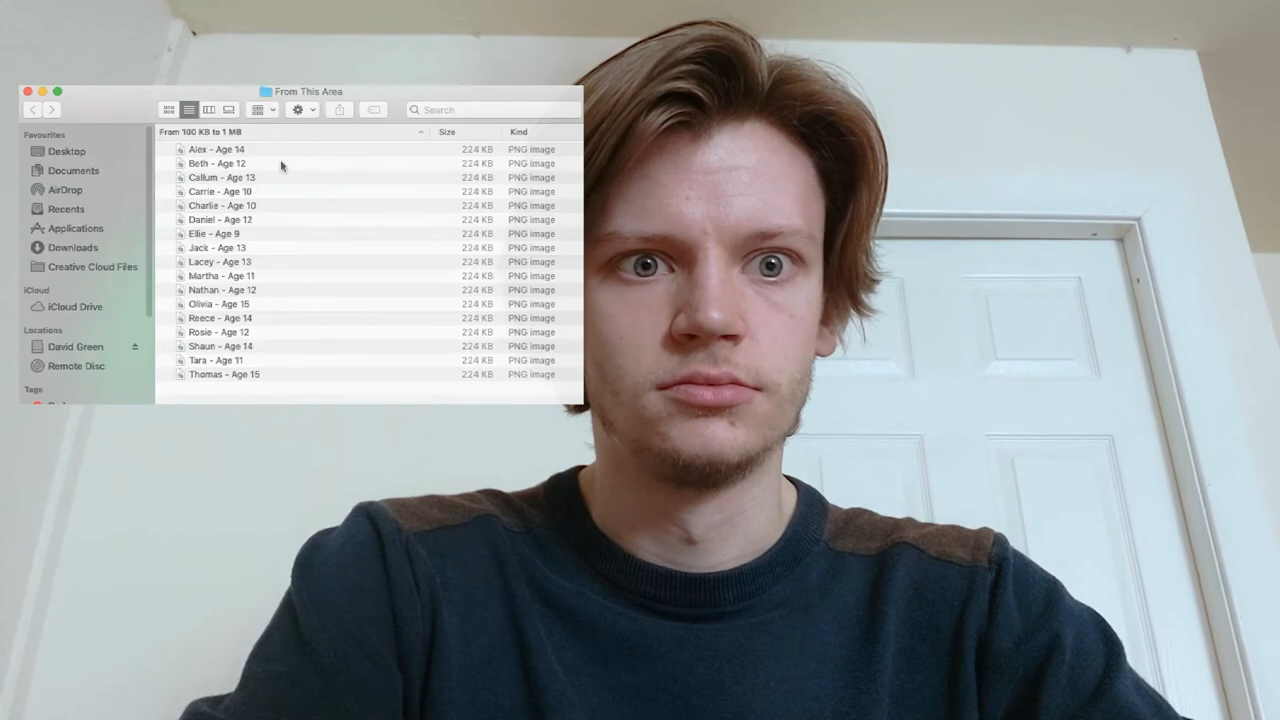 From This Area
Search
Favourites
Desktop
Documents
AirDrop
Recents
Applications
Downloads
Creative Cloud Files
iCloud
iCloud Drive
Locations
David Green
Remote Disc
Tags
From 100 KB to 1 MB Size Kind
Alex - Age 14 224 KB PNG image
Beth - Age 12 224 KB PNG image
Callum - Age 13 224 KB PNG image
Carrie - Age 10 224 KB PNG image
Charlie - Age 10 224 KB PNG image
Daniel - Age 12 224 KB PNG image
Ellie - Age 9 224 KB PNG image
Jack - Age 13 224 KB PNG image
Lacey - Age 13 224 KB PNG image
Martha - Age 11 224 KB PNG image
Nathan - Age 12 224 KB PNG image
Olivia - Age 15 224 KB PNG image
Reece - Age 14 224 KB PNG image
Rosie - Age 12 224 KB PNG image
Shaun - Age 14 224 KB PNG image
Tara - Age 11 224 KB PNG image
Thomas - Age 15 224 KB PNG image